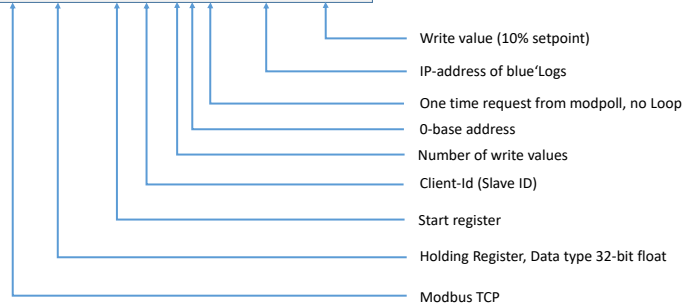 Write value (10% setpoint)
IP-address of blue‘Logs
One time request from modpoll, no Loop
0-base address
Number of write values
Client-Id (Slave ID)
Start register
Holding Register, Data type 32-bit float
Modbus TCP